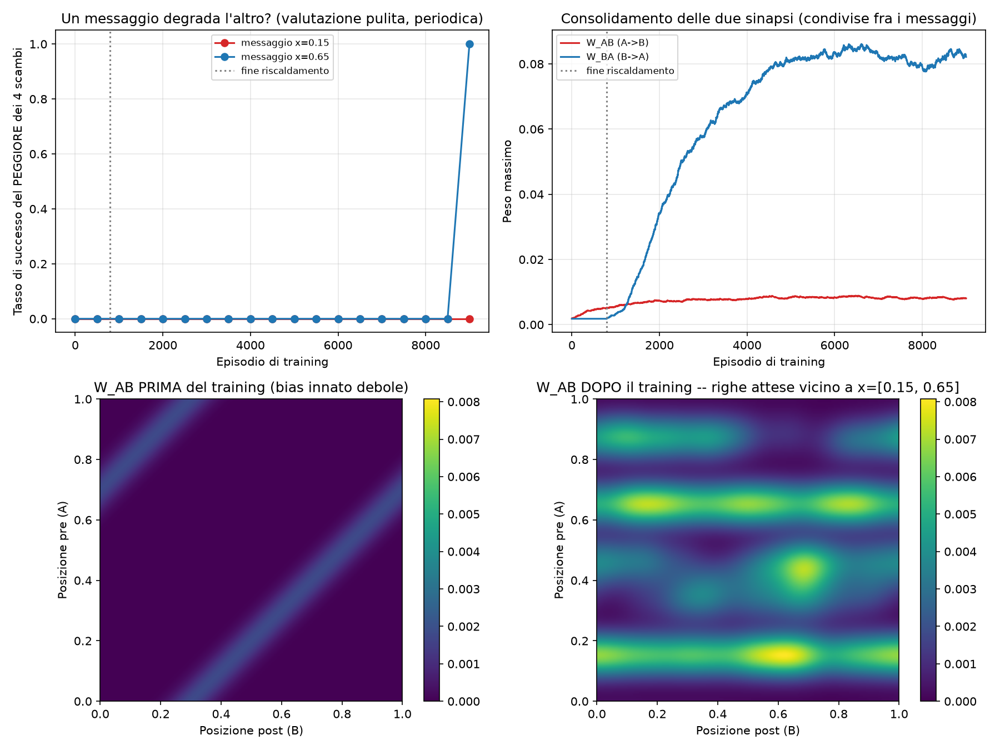 Un messaggio degrada l'altro? (valutazione pulita, periodica)
Tasso di successo del PEGGIORE dei 4 scambi
1.0
0.8
0.6
0.4
0.2
0.0
messaggio x=0.15
messaggio x=0.65
fine riscaldamento
0 2000 4000 6000 8000
Episodio di training
Consolidamento delle due sinapsi (condivise fra i messaggi)
Peso massimo
0.08
0.06
0.04
0.02
0.00
W_AB (A->B)
W_BA (B->A)
fine riscaldamento
0 2000 4000 6000 8000
Episodio di training
W_AB PRIMA del training (bias innato debole)
Posizione pre (A)
1.0
0.8
0.6
0.4
0.2
0.0
0.0 0.2 0.4 0.6 0.8 1.0
Posizione post (B)
0.008
0.007
0.006
0.005
0.004
0.003
0.002
0.001
0.000
W_AB DOPO il training -- righe attese vicino a x=[0.15, 0.65]
Posizione pre (A)
1.0
0.8
0.6
0.4
0.2
0.0
0.0 0.2 0.4 0.6 0.8 1.0
Posizione post (B)
0.008
0.007
0.006
0.005
0.004
0.003
0.002
0.001
0.000